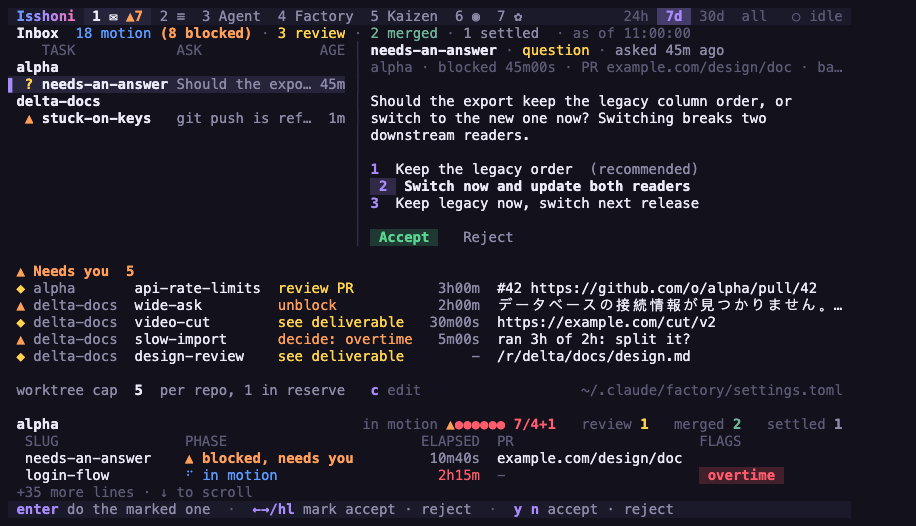 Isshoni 1 ✉ ▲7 2 ≡ 3 Agent 4 Factory 5 Kaizen 6 ◉ 7 ✿ 24h 7d 30d all ○ idle
Inbox 18 motion (8 blocked) · 3 review · 2 merged · 1 settled · as of 11:00:00
TASK ASK AGE
needs-an-answer · question · asked 45m ago
alpha
alpha · blocked 45m00s · PR example.com/design/doc · ba…
? needs-an-answer Should the expo… 45m
delta-docs
Should the export keep the legacy column order, or
▲ stuck-on-keys git push is ref… 1m
switch to the new one now? Switching breaks two
downstream readers.
1 Keep the legacy order (recommended)
2 Switch now and update both readers
3 Keep legacy now, switch next release
Accept Reject
▲ Needs you 5
◆ alpha api-rate-limits review PR 3h00m #42 https://github.com/o/alpha/pull/42
▲ delta-docs wide-ask unblock 2h00m データベースの接続情報が見つかりません。…
◆ delta-docs video-cut see deliverable 30m00s https://example.com/cut/v2
▲ delta-docs slow-import decide: overtime 5m00s ran 3h of 2h: split it?
◆ delta-docs design-review see deliverable – /r/delta/docs/design.md
worktree cap 5 per repo, 1 in reserve c edit ~/.claude/factory/settings.toml
alpha in motion ▲●●●●●● 7/4+1 review 1 merged 2 settled 1
SLUG PHASE ELAPSED PR FLAGS
needs-an-answer ▲ blocked, needs you 10m40s example.com/design/doc
login-flow in motion 2h15m – overtime
+35 more lines · ↓ to scroll
enter do the marked one · ←→/hl mark accept · reject · y n accept · reject